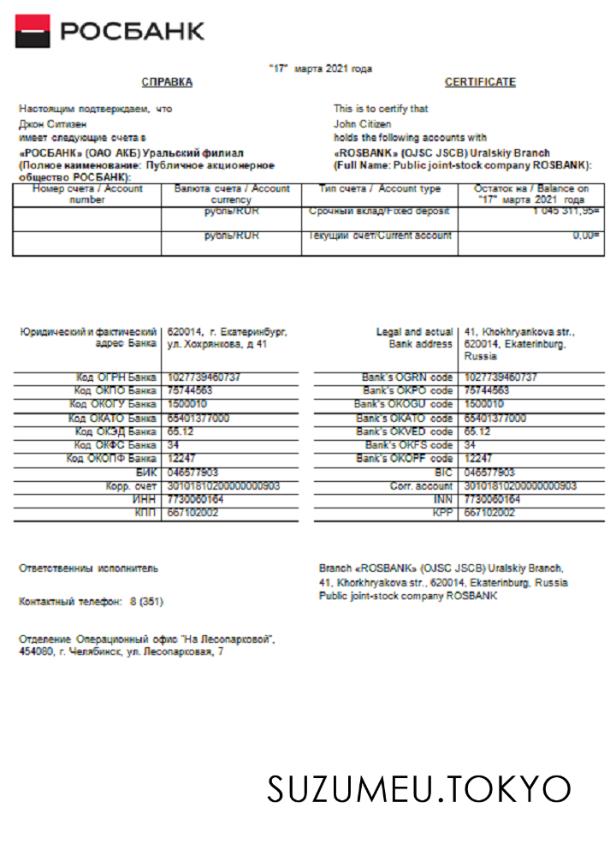 РОСБАНК
"17" марта 2021 года
СПРАВКА
CERTIFICATE
Настоящим подтверждаем, что
Джон Ситизен
имеет следующие счета в
«РОСБАНК» (ОАО АКБ) Уральский филиал
(Полное наименование: Публичное акционерное
общество РОСБАНК):
This is to certify that
John Citizen
holds the following accounts with
«ROSBANK» (OJSC JSCB) Uralskiy Branch
(Full Name: Public joint-stock company ROSBANK):
Номер счета / Account number
Валюта счета / Account currency
Тип счета / Account type
Остаток на / Balance on "17" марта 2021 года
рубль/RUR Срочный вклад/Fixed deposit 1 045 311,95=
рубль/RUR Текущий счет/Current account 0,00=
Юридический и фактический адрес Банка
620014, г. Екатеринбург,
ул. Хохрякова, д 41
Код ОГРН Банка 1027739460737
Код ОКПО Банка 75744563
Код ОКОГУ Банка 1500010
Код ОКАТО Банка 65401377000
Код ОКЭД Банка 65.12
Код ОКФС Банка 34
Код ОКОПФ Банка 12247
БИК 046577903
Корр. счет 30101810200000000903
ИНН 7730060164
КПП 667102002
Legal and actual Bank address
41, Khokhryankova str.,
620014, Ekaterinburg,
Russia
Bank's OGRN code 1027739460737
Bank's OKPO code 75744563
Bank's OKOGU code 1500010
Bank's OKATO code 65401377000
Bank's OKVED code 65.12
Bank's OKFS code 34
Bank's OKOPF code 12247
BIC 046577903
Corr. account 30101810200000000903
INN 7730060164
KPP 667102002
Ответственниы исполнитель
Контактный телефон: 8 (351)
Отделение Операционный офис "На Лесопарковой",
454080, г. Челябинск, ул. Лесопарковая, 7
Branch «ROSBANK» (OJSC JSCB) Uralskiy Branch,
41, Khorkhryakova str., 620014, Ekaterinburg, Russia
Public joint-stock company ROSBANK
SUZUMEU.TOKYO